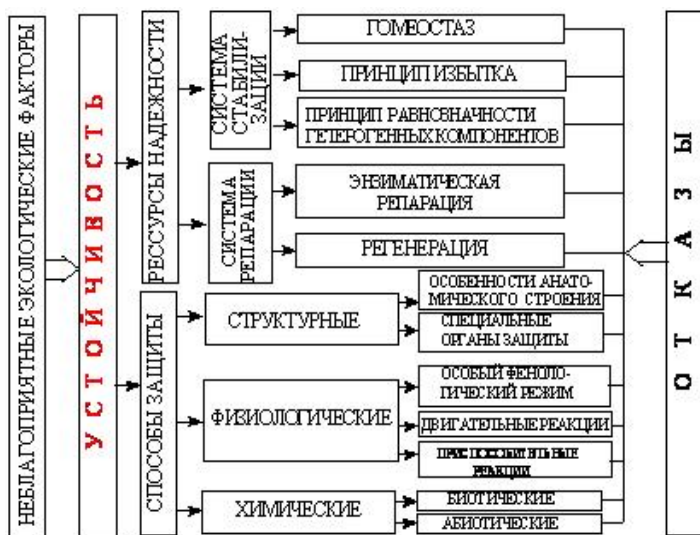 НЕБЛАГОПРИЯТНЫЕ ЭКОЛОГИЧЕСКИЕ ФАКТОРЫ
УСТОЙЧИВОСТЬ
РЕССУРСЫ НАДЕЖНОСТИ
СИСТЕМА
СТАБИЛИ-
ЗАЦИИ
ГОМЕОСТАЗ
ПРИНЦИП ИЗБЫТКА
ПРИНЦИП РАВНОЗНАЧНОСТИ
ГЕТЕРОГЕННЫХ КОМПОНЕНТОВ
СИСТЕМА
РЕПАРАЦИИ
ЭНЗИМАТИЧЕСКАЯ
РЕПАРАЦИЯ
РЕГЕНЕРАЦИЯ
СПОСОБЫ ЗАЩИТЫ
СТРУКТУРНЫЕ
ОСОБЕННОСТИ АНАТО-
МИЧЕСКОГО СТРОЕНИЯ
СПЕЦИАЛЬНЫЕ
ОРГАНЫ ЗАЩИТЫ
ФИЗИОЛОГИЧЕСКИЕ
ОСОБЫЙ ФЕНОЛО-
ГИЧЕСКИЙ РЕЖИМ
ДВИГАТЕЛЬНЫЕ РЕАКЦИИ
ПРИСПОСОБИТЕЛЬНЫЕ
РЕАКЦИИ
ХИМИЧЕСКИЕ
БИОТИЧЕСКИЕ
АБИОТИЧЕСКИЕ
ОТКАЗЫ